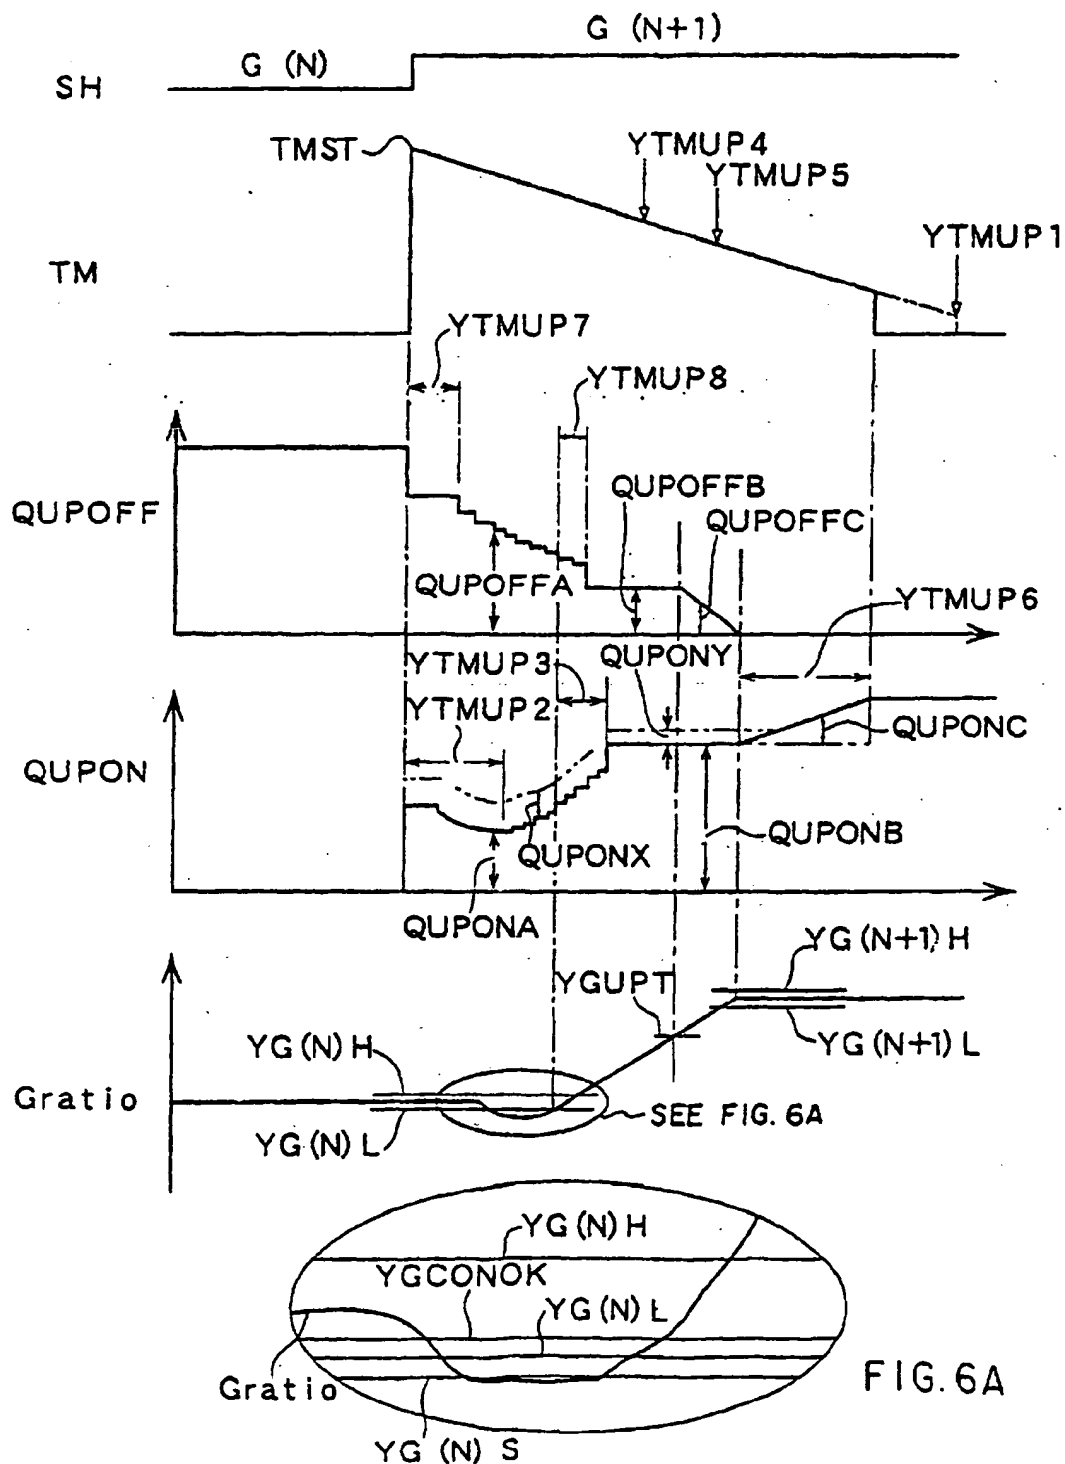 G (N+1)
G (N)
SH
TMST
YTMUP4
YTMUP5
YTMUP1
TM
YTMUP7
YTMUP8
QUPOFFB
QUPOFF
QUPOFFC
QUPOFFA
YTMUP6
YTMUP3
QUPONY
YTMUP2
QUPONC
QUPON
QUPONB
QUPONX
QUPONA
YG(N+1)H
YGUPT
YG(N)H
YG(N+1)L
Gratio
SEE FIG. 6A
YG(N)L
YG(N)H
YGCONOK
YG(N)L
Gratio
FIG. 6A
YG (N) S